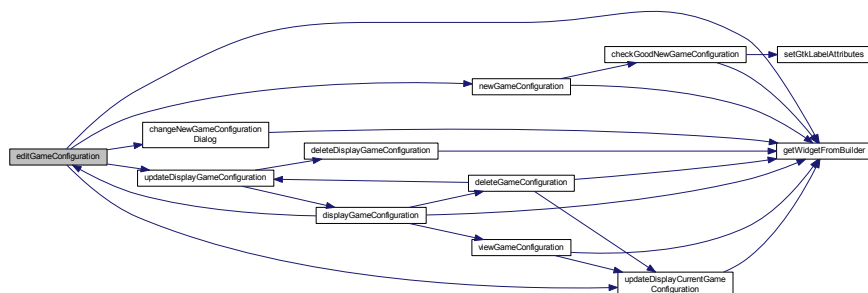 checkGoodNewGameConfiguration
setGtkLabelAttributes
newGameConfiguration
changeNewGameConfiguration
Dialog
editGameConfiguration
deleteDisplayGameConfiguration
getWidgetFromBuilder
updateDisplayGameConfiguration
deleteGameConfiguration
displayGameConfiguration
viewGameConfiguration
updateDisplayCurrentGame
Configuration